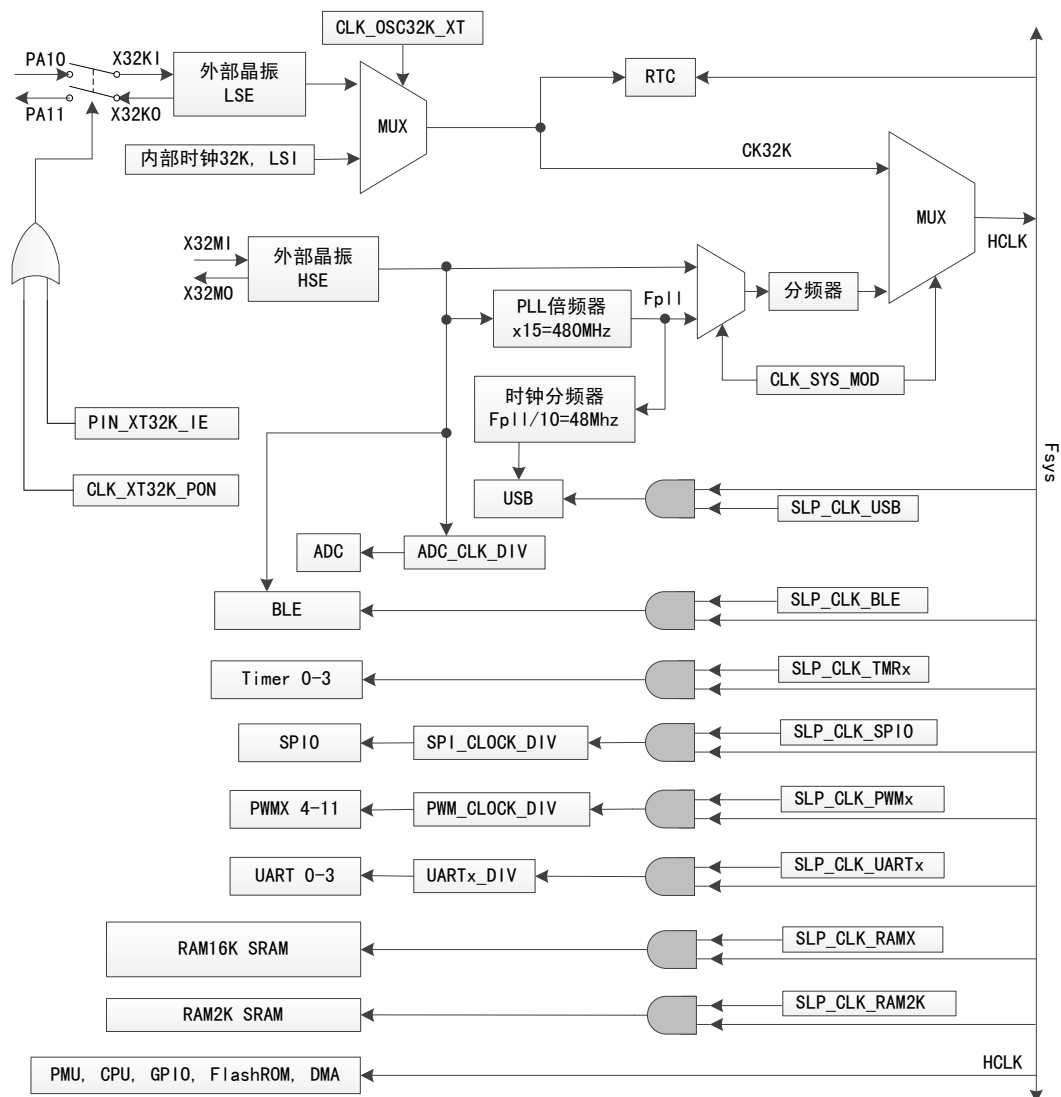 CLK_OSC32K_XT
PA10
X32KI
外部晶振
LSE
PA11
X32KO
MUX
RTC
内部时钟32K, LSI
CK32K
MUX
HCLK
X32MI
外部晶振
HSE
X32MO
PLL倍频器
x15=480MHz
Fpll
分频器
CLK_SYS_MOD
时钟分频器
Fpll/10=48Mhz
PIN_XT32K_IE
CLK_XT32K_PON
Fsys
USB
SLP_CLK_USB
ADC
ADC_CLK_DIV
BLE
SLP_CLK_BLE
Timer 0-3
SLP_CLK_TMRx
SPI0
SPI_CLOCK_DIV
SLP_CLK_SPI0
PWMX 4-11
PWM_CLOCK_DIV
SLP_CLK_PWMx
UART 0-3
UARTx_DIV
SLP_CLK_UARTx
RAM16K SRAM
SLP_CLK_RAMX
RAM2K SRAM
SLP_CLK_RAM2K
PMU, CPU, GPIO, FlashROM, DMA
HCLK